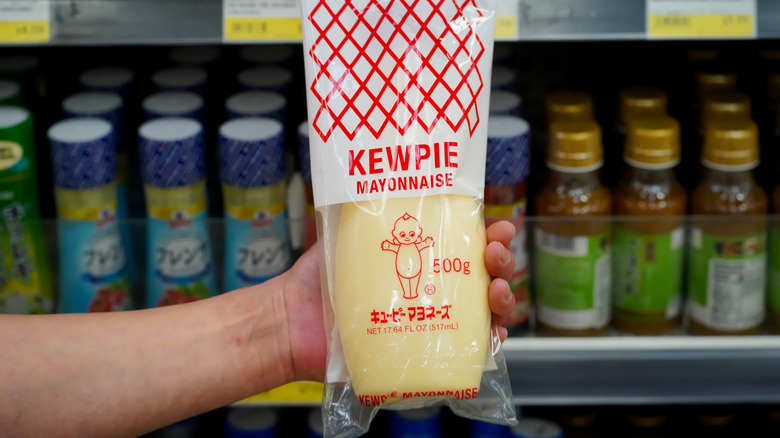 KEWPIE
MAYONNAISE
500g
キユーピー マヨネーズ
NET 17.64 FL OZ (517mL)
KEWPIE MAYONNAISE